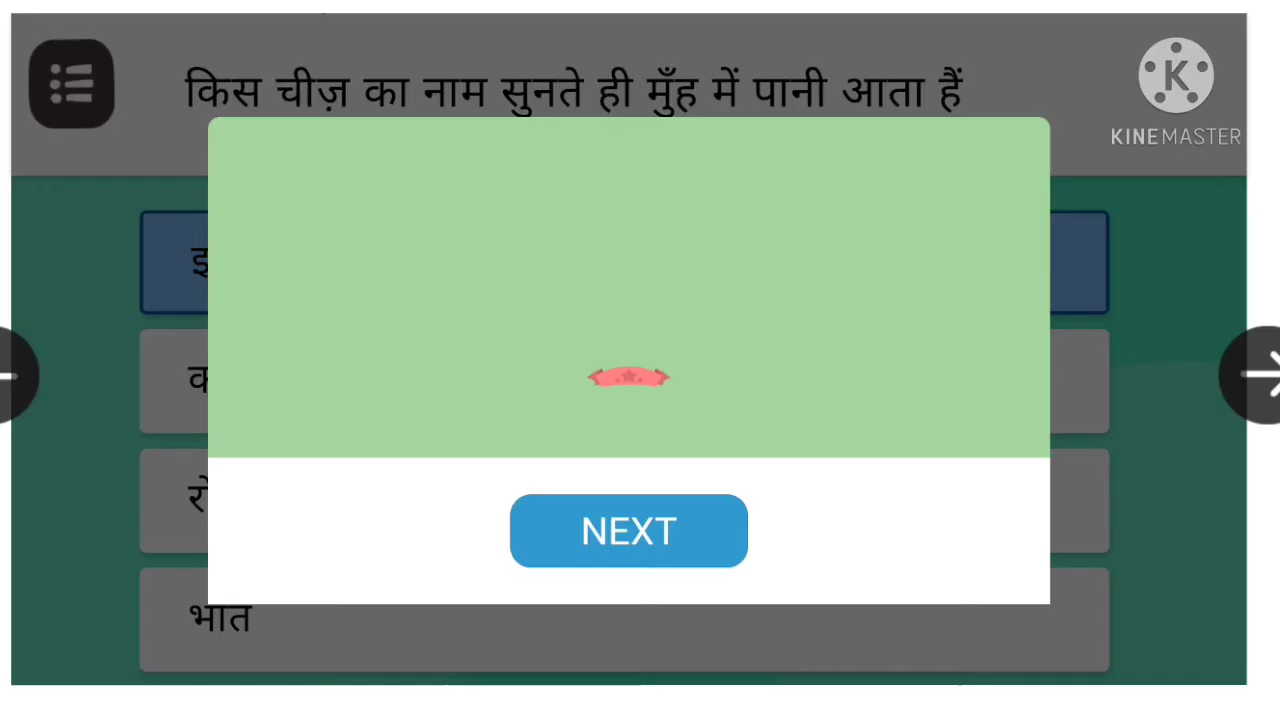 किस चीज़ का नाम सुनते ही मुँह में पानी आता हैं
KINEMASTER
NEXT
भात